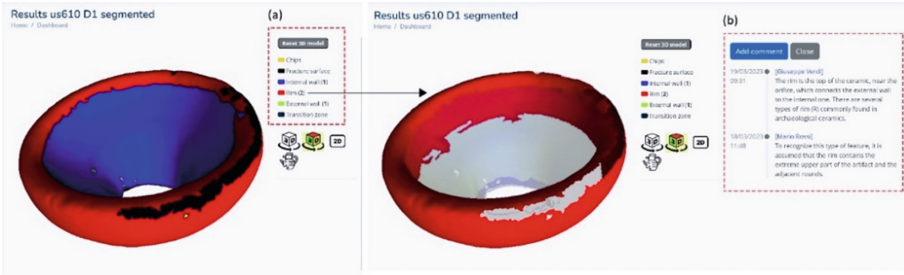 Results us610 D1 segmented
Home / Dashboard
(a)
Reset 3D model
Chips
Fracture surface
Internal wall (1)
Rim (2)
External wall (1)
Transition zone
2D
Results us610 D1 segmented
Home / Dashboard
Reset 3D model
Chips
Fracture surface
Internal wall (1)
Rim (2)
External wall (1)
Transition zone
2D
(b)
Add comment Close
19/03/2023 [Giuseppe Verdi]
09:31 The rim is the top of the ceramic, near the
orifice, which connects the external wall
to the internal one. There are several
types of rim (R) commonly found in
archaeological ceramics.
18/03/2023 [Mario Rossi]
11:48 To recognize this type of feature, it is
assumed that the rim contains the
extreme upper part of the artifact and the
adjacent rounds.